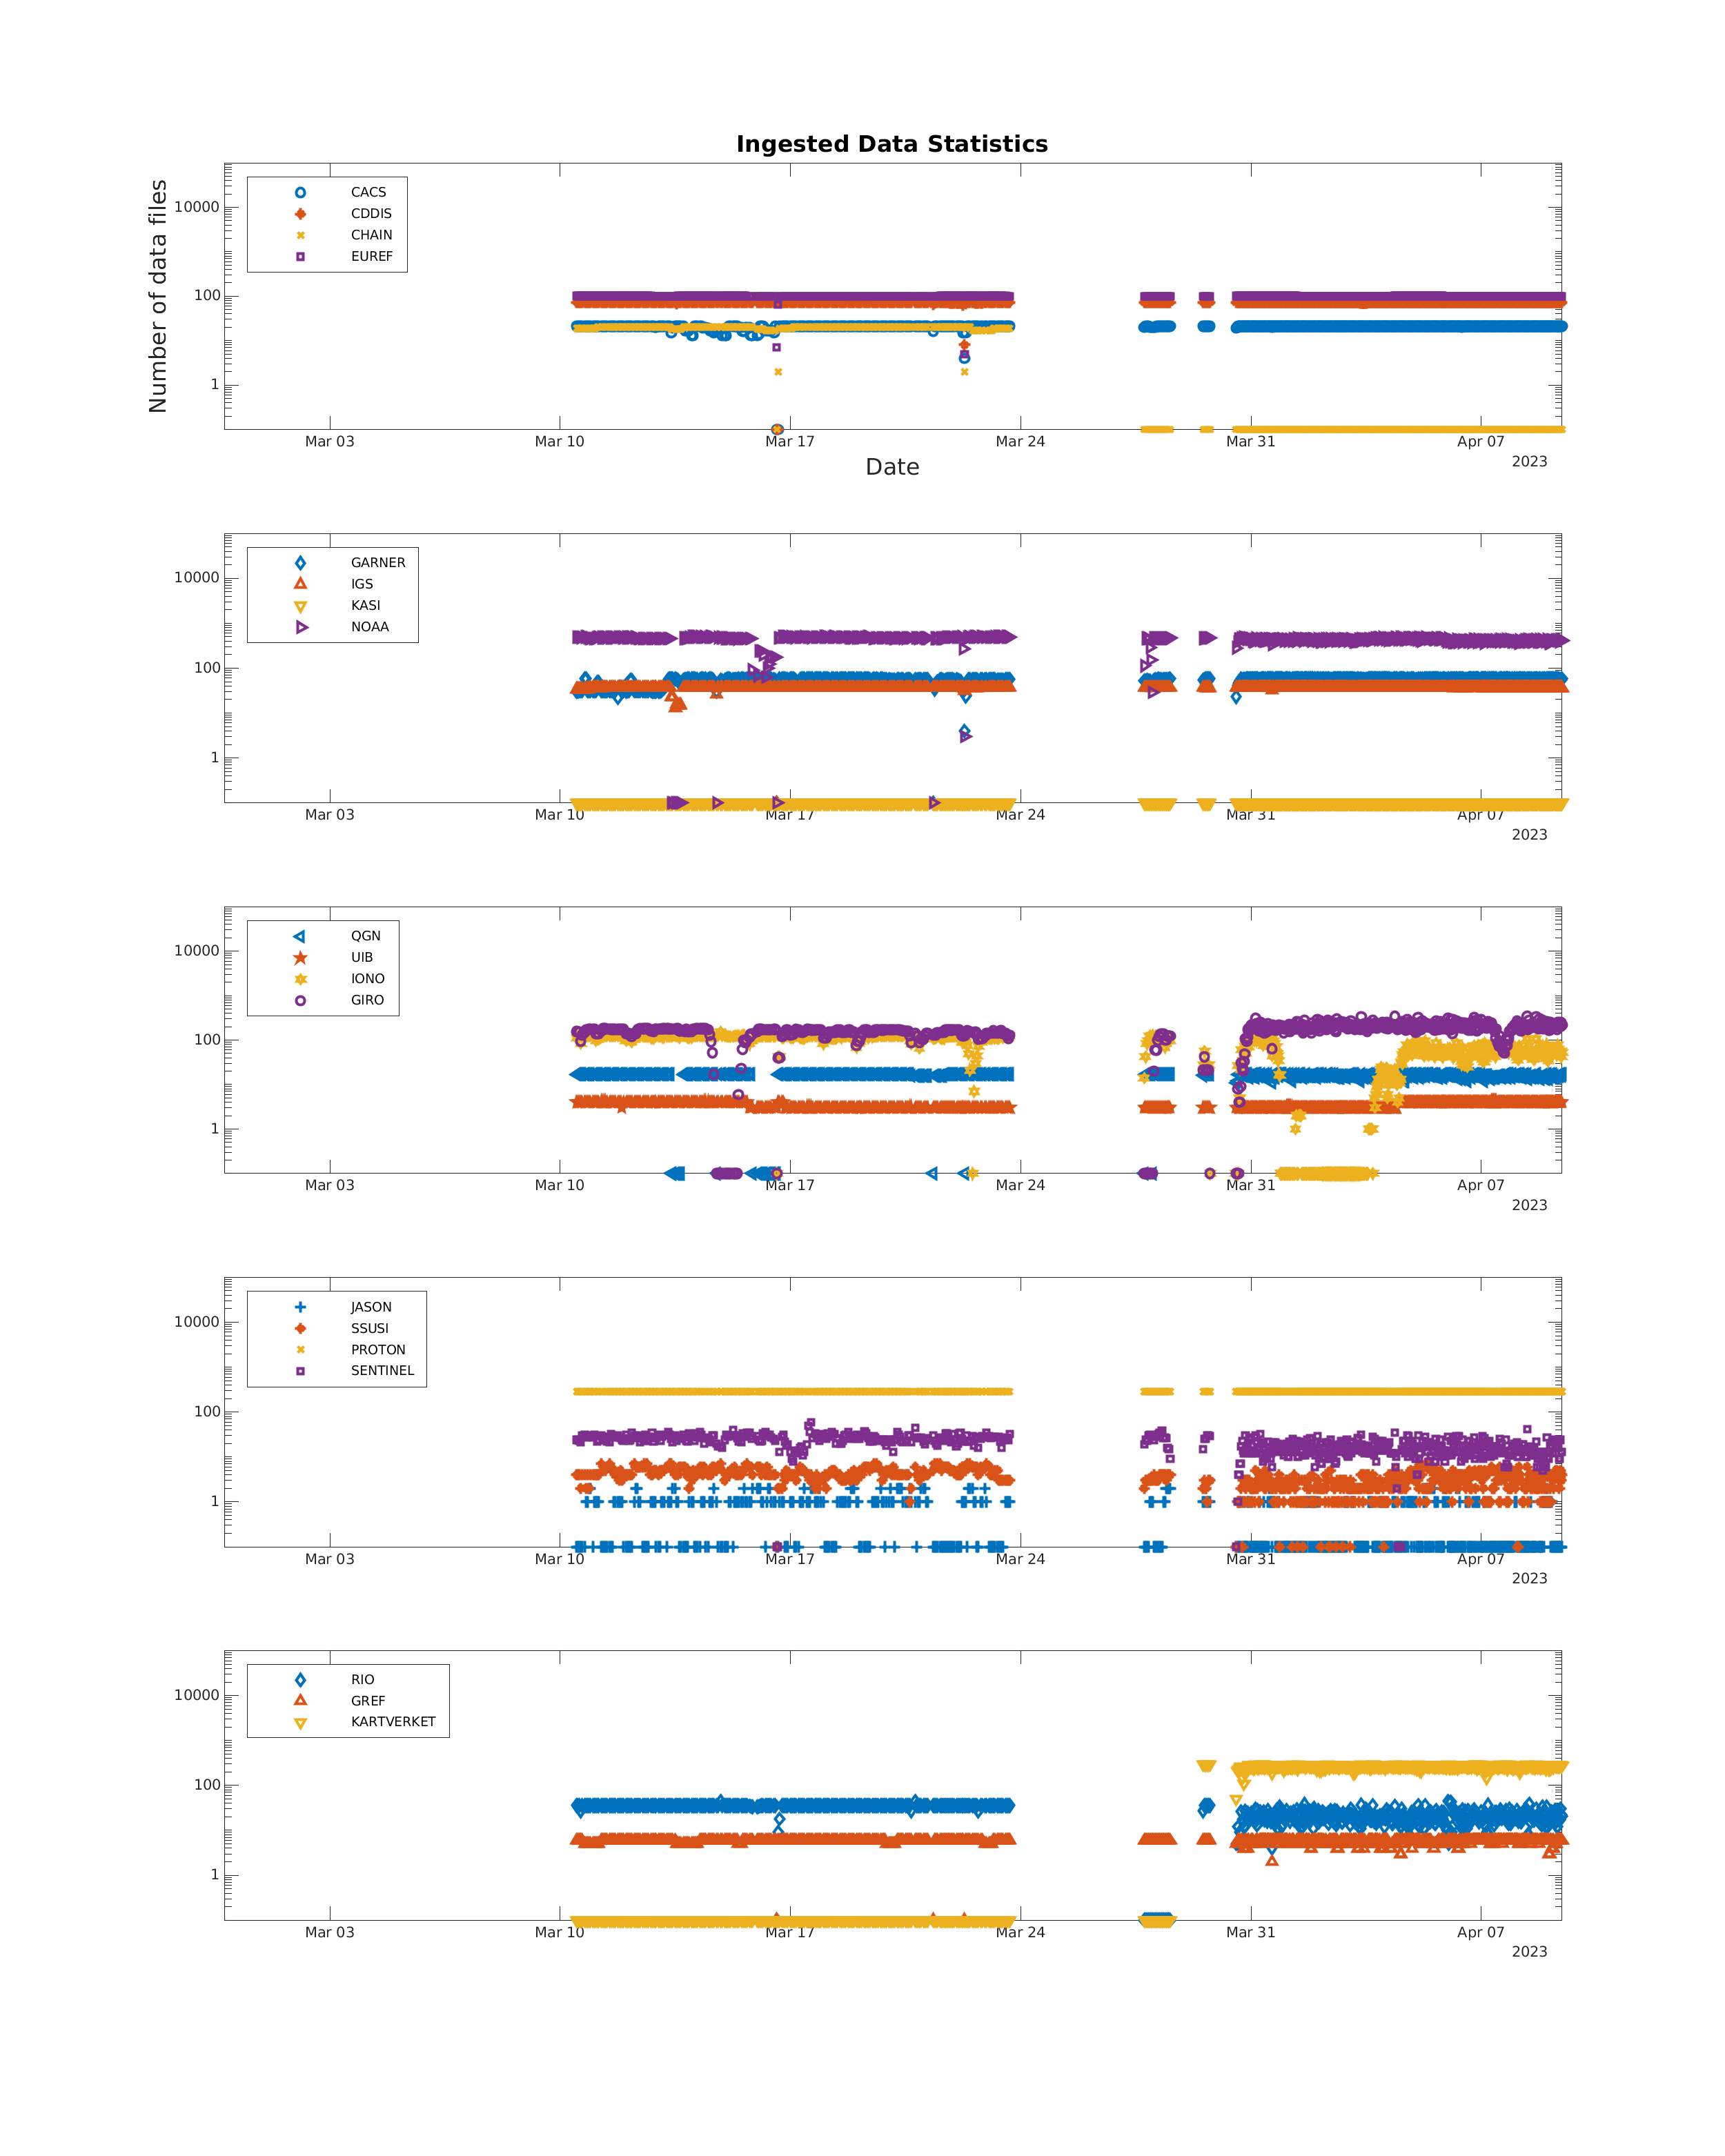 Ingested Data Statistics
Number of data files
10000
100
1
CACS
CDDIS
CHAIN
EUREF
Mar 03 Mar 10 Mar 17 Mar 24 Mar 31 Apr 07
2023
Date
10000
100
1
GARNER
IGS
KASI
NOAA
Mar 03 Mar 10 Mar 17 Mar 24 Mar 31 Apr 07
2023
10000
100
1
QGN
UIB
IONO
GIRO
Mar 03 Mar 10 Mar 17 Mar 24 Mar 31 Apr 07
2023
10000
100
1
JASON
SSUSI
PROTON
SENTINEL
Mar 03 Mar 10 Mar 17 Mar 24 Mar 31 Apr 07
2023
10000
100
1
RIO
GREF
KARTVERKET
Mar 03 Mar 10 Mar 17 Mar 24 Mar 31 Apr 07
2023